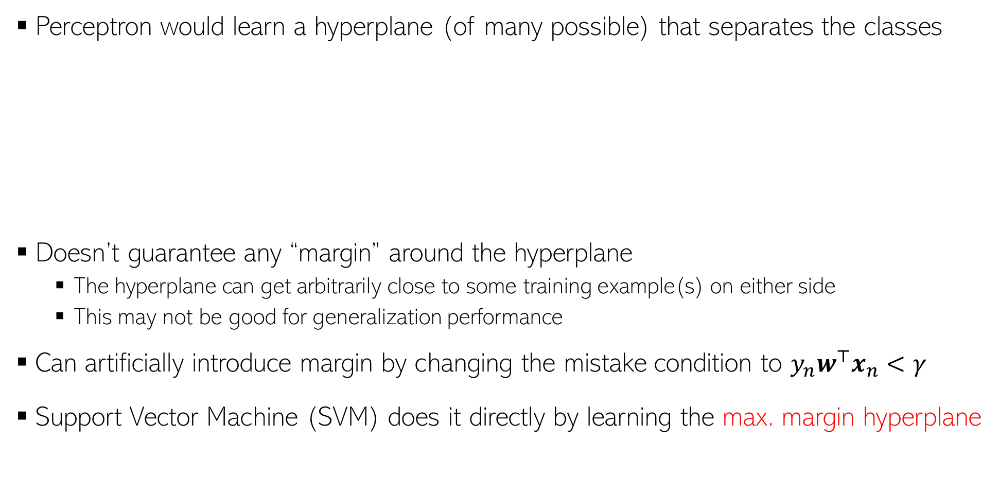 ▪ Perceptron would learn a hyperplane (of many possible) that separates the classes
▪ Doesn’t guarantee any “margin” around the hyperplane
▪ The hyperplane can get arbitrarily close to some training example(s) on either side
▪ This may not be good for generalization performance
▪ Can artificially introduce margin by changing the mistake condition to $y_n \boldsymbol{w}^\top \boldsymbol{x}_n < \gamma$
▪ Support Vector Machine (SVM) does it directly by learning the max. margin hyperplane